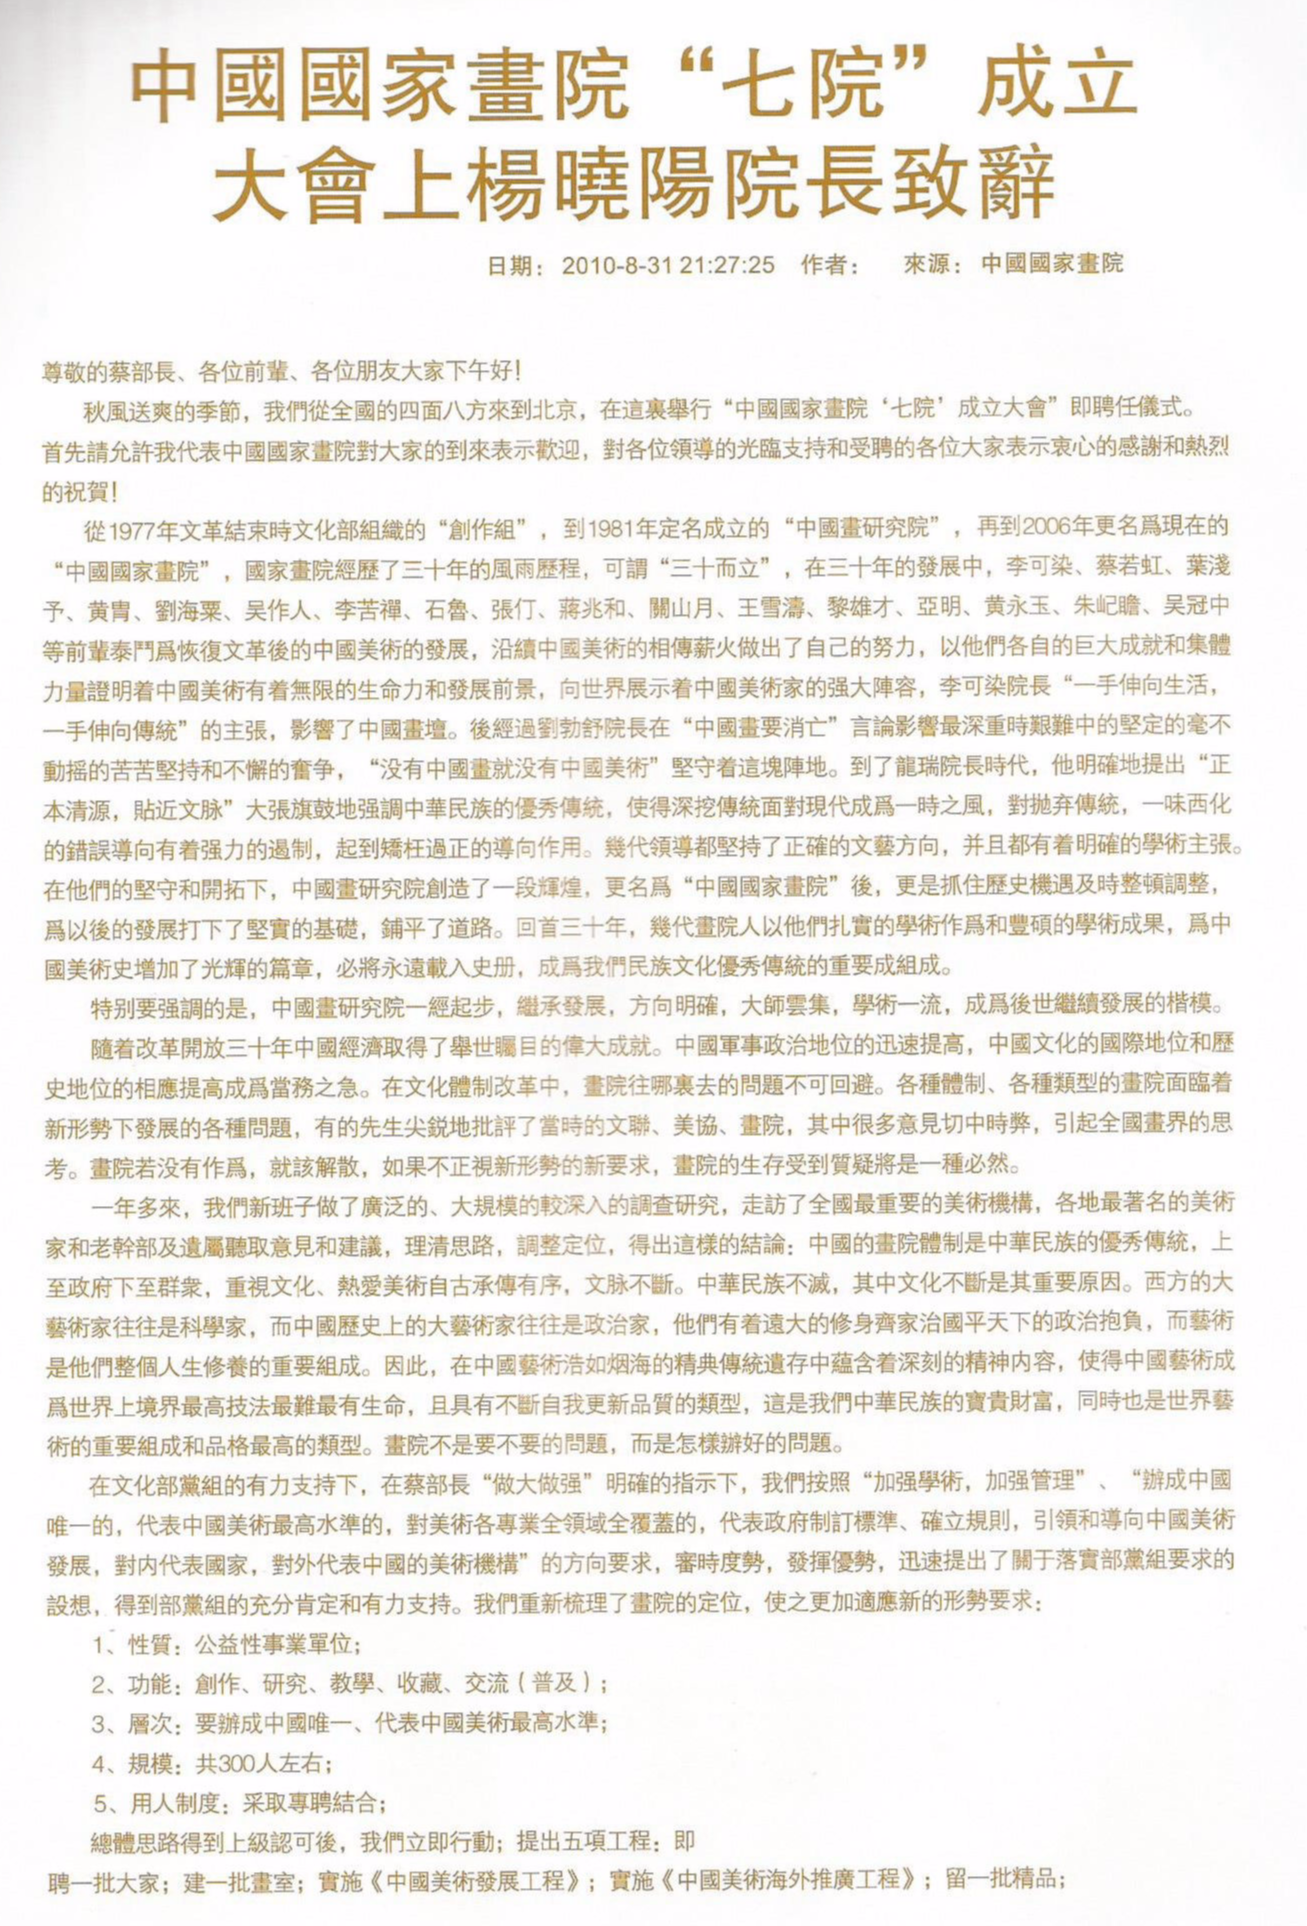 中國國家畫院“七院”成立
大會上楊曉陽院長致辭
日期：2010-8-31 21:27:25 作者： 來源：中國國家畫院
尊敬的蔡部長、各位前輩、各位朋友大家下午好！
秋風送爽的季節，我們從全國的四面八方來到北京，在這裏舉行“中國國家畫院‘七院’成立大會”即聘任儀式。
首先請允許我代表中國國家畫院對大家的到來表示歡迎，對各位領導的光臨支持和受聘的各位大家表示衷心的感謝和熱烈
的祝賀！
從1977年文革結束時文化部組織的“創作組”，到1981年定名成立的“中國畫研究院”，再到2006年更名爲現在的
“中國國家畫院”，國家畫院經歷了三十年的風雨歷程，可謂“三十而立”，在三十年的發展中，李可染、蔡若虹、葉淺
予、黄胄、劉海粟、吴作人、李苦禪、石魯、張仃、蔣兆和、關山月、王雪濤、黎雄才、亞明、黄永玉、朱屺瞻、吴冠中
等前輩泰鬥爲恢復文革後的中國美術的發展，沿續中國美術的相傳薪火做出了自己的努力，以他們各自的巨大成就和集體
力量證明着中國美術有着無限的生命力和發展前景，向世界展示着中國美術家的强大陣容，李可染院長“一手伸向生活，
一手伸向傳統”的主張，影響了中國畫壇。後經過劉勃舒院長在“中國畫要消亡”言論影響最深重時艱難中的堅定的毫不
動摇的苦苦堅持和不懈的奮争，“没有中國畫就没有中國美術”堅守着這塊陣地。到了龍瑞院長時代，他明確地提出“正
本清源，貼近文脉”大張旗鼓地强調中華民族的優秀傳統，使得深挖傳統面對現代成爲一時之風，對抛弃傳統，一味西化
的錯誤導向有着强力的遏制，起到矯枉過正的導向作用。幾代領導都堅持了正確的文藝方向，并且都有着明確的學術主張。
在他們的堅守和開拓下，中國畫研究院創造了一段輝煌，更名爲“中國國家畫院”後，更是抓住歷史機遇及時整頓調整，
爲以後的發展打下了堅實的基礎，鋪平了道路。回首三十年，幾代畫院人以他們扎實的學術作爲和豐碩的學術成果，爲中
國美術史增加了光輝的篇章，必將永遠載入史册，成爲我們民族文化優秀傳統的重要成組成。
特别要强調的是，中國畫研究院一經起步，繼承發展，方向明確，大師雲集，學術一流，成爲後世繼續發展的楷模。
隨着改革開放三十年中國經濟取得了舉世矚目的偉大成就。中國軍事政治地位的迅速提高，中國文化的國際地位和歷
史地位的相應提高成爲當務之急。在文化體制改革中，畫院往哪裏去的問題不可回避。各種體制、各種類型的畫院面臨着
新形勢下發展的各種問題，有的先生尖鋭地批評了當時的文聯、美協、畫院，其中很多意見切中時弊，引起全國畫界的思
考。畫院若没有作爲，就該解散，如果不正視新形勢的新要求，畫院的生存受到質疑將是一種必然。
一年多來，我們新班子做了廣泛的、大規模的較深入的調查研究，走訪了全國最重要的美術機構，各地最著名的美術
家和老幹部及遺屬聽取意見和建議，理清思路，調整定位，得出這樣的結論：中國的畫院體制是中華民族的優秀傳統，上
至政府下至群衆，重視文化、熱愛美術自古承傳有序，文脉不斷。中華民族不滅，其中文化不斷是其重要原因。西方的大
藝術家往往是科學家，而中國歷史上的大藝術家往往是政治家，他們有着遠大的修身齊家治國平天下的政治抱負，而藝術
是他們整個人生修養的重要組成。因此，在中國藝術浩如烟海的精典傳統遺存中蘊含着深刻的精神内容，使得中國藝術成
爲世界上境界最高技法最難最有生命，且具有不斷自我更新品質的類型，這是我們中華民族的寶貴財富，同時也是世界藝
術的重要組成和品格最高的類型。畫院不是要不要的問題，而是怎樣辦好的問題。
在文化部黨組的有力支持下，在蔡部長“做大做强”明確的指示下，我們按照“加强學術，加强管理”、“辦成中國
唯一的，代表中國美術最高水準的，對美術各專業全領域全覆蓋的，代表政府制訂標準、確立規則，引領和導向中國美術
發展，對内代表國家，對外代表中國的美術機構”的方向要求，審時度勢，發揮優勢，迅速提出了關于落實部黨組要求的
設想，得到部黨組的充分肯定和有力支持。我們重新梳理了畫院的定位，使之更加適應新的形勢要求：
1、性質：公益性事業單位；
2、功能：創作、研究、教學、收藏、交流（普及）；
3、層次：要辦成中國唯一、代表中國美術最高水準；
4、規模：共300人左右；
5、用人制度：采取專聘結合；
總體思路得到上級認可後，我們立即行動；提出五項工程：即
聘一批大家；建一批畫室；實施《中國美術發展工程》；實施《中國美術海外推廣工程》；留一批精品；